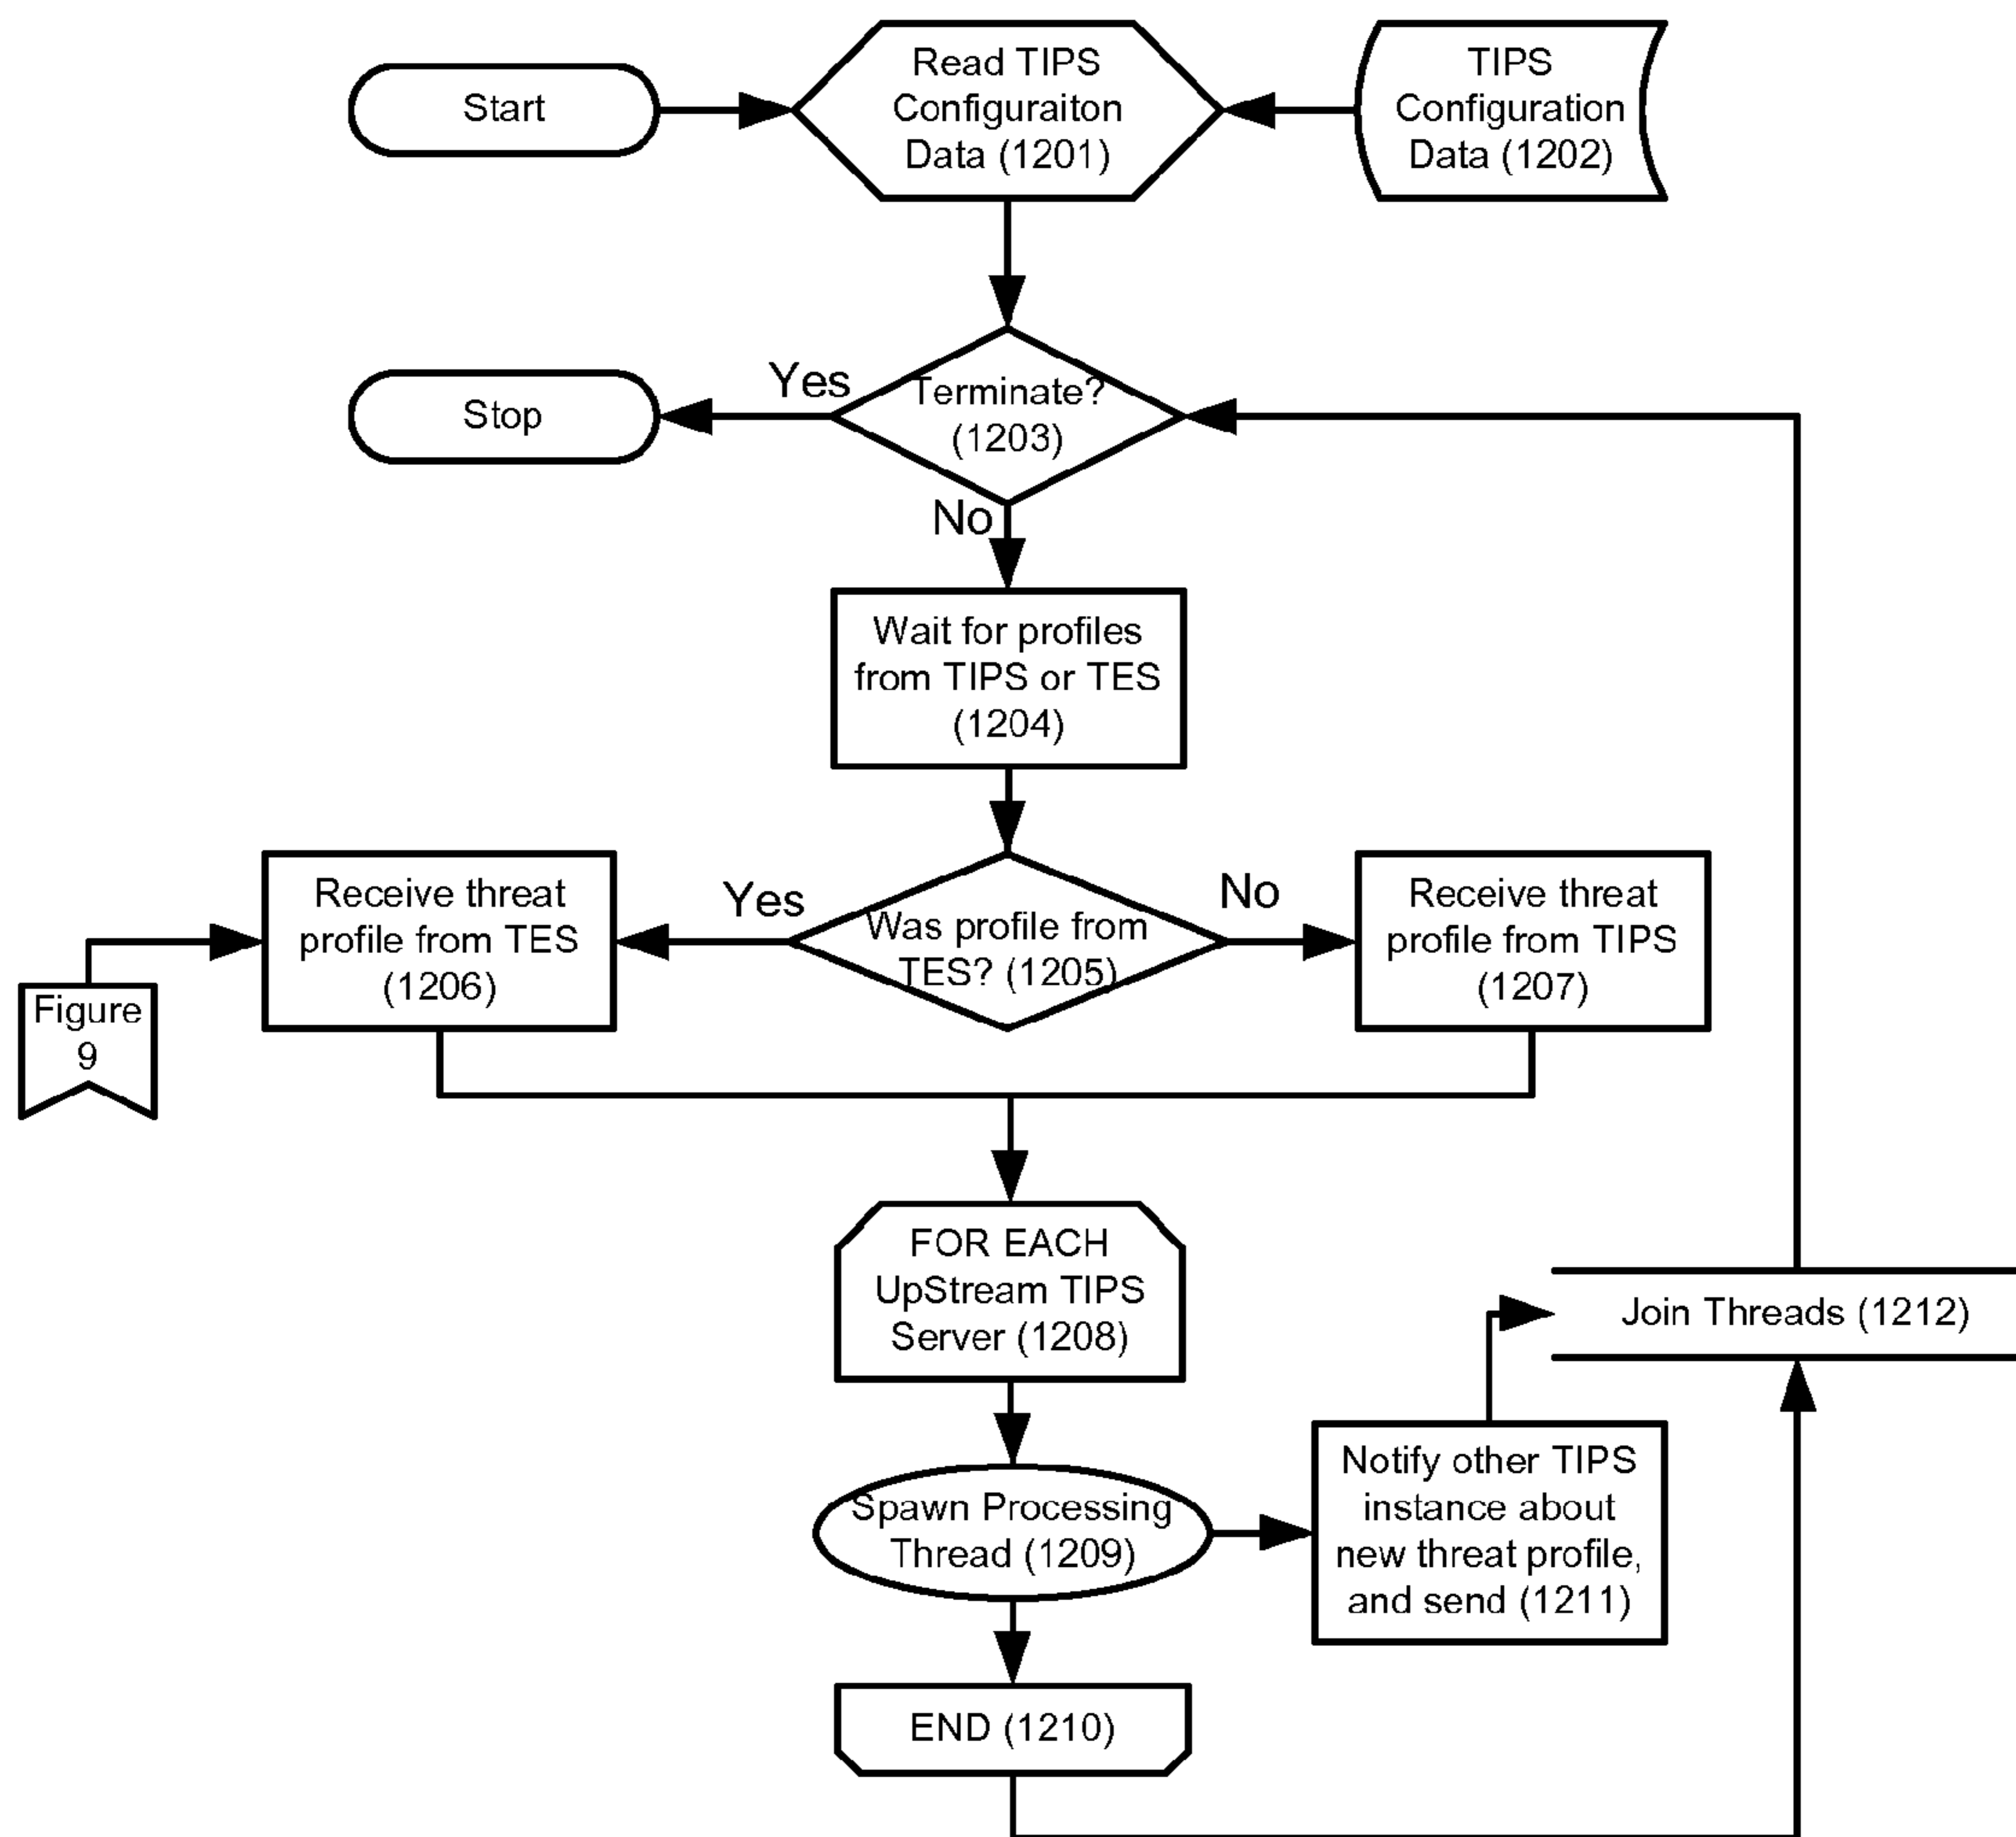 Start
Read TIPS
Configuraiton
Data (1201)
TIPS
Configuration
Data (1202)
Yes
Stop
Terminate?
(1203)
No
Wait for profiles
from TIPS or TES
(1204)
Receive threat
profile from TES
(1206)
Yes
Was profile from
TES? (1205)
No
Receive threat
profile from TIPS
(1207)
Figure
9
FOR EACH
UpStream TIPS
Server (1208)
Join Threads (1212)
Spawn Processing
Thread (1209)
Notify other TIPS
instance about
new threat profile,
and send (1211)
END (1210)